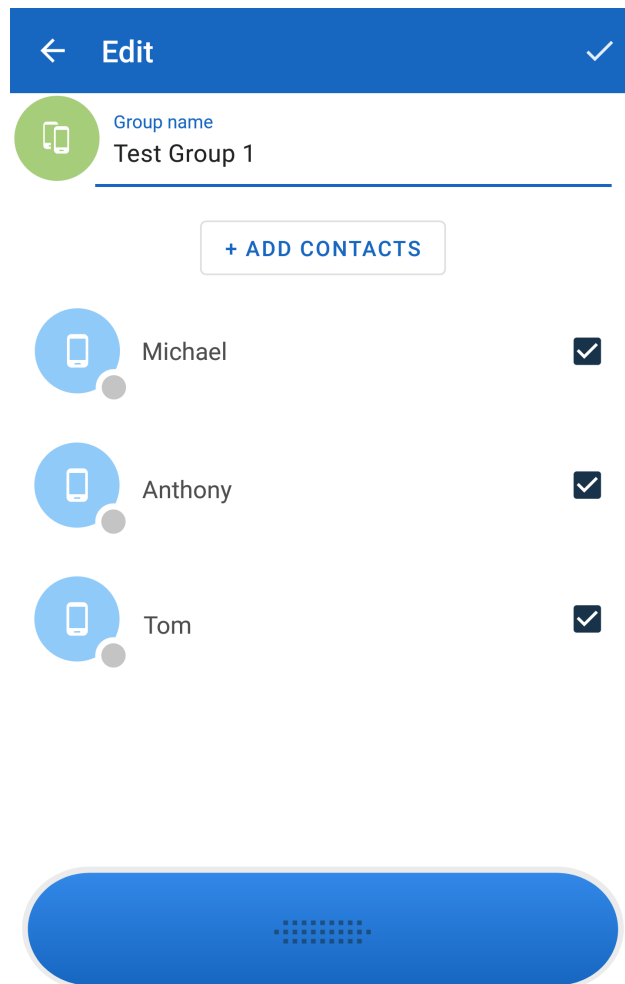 Edit
Group name
Test Group 1
+ ADD CONTACTS
Michael
Anthony
Tom